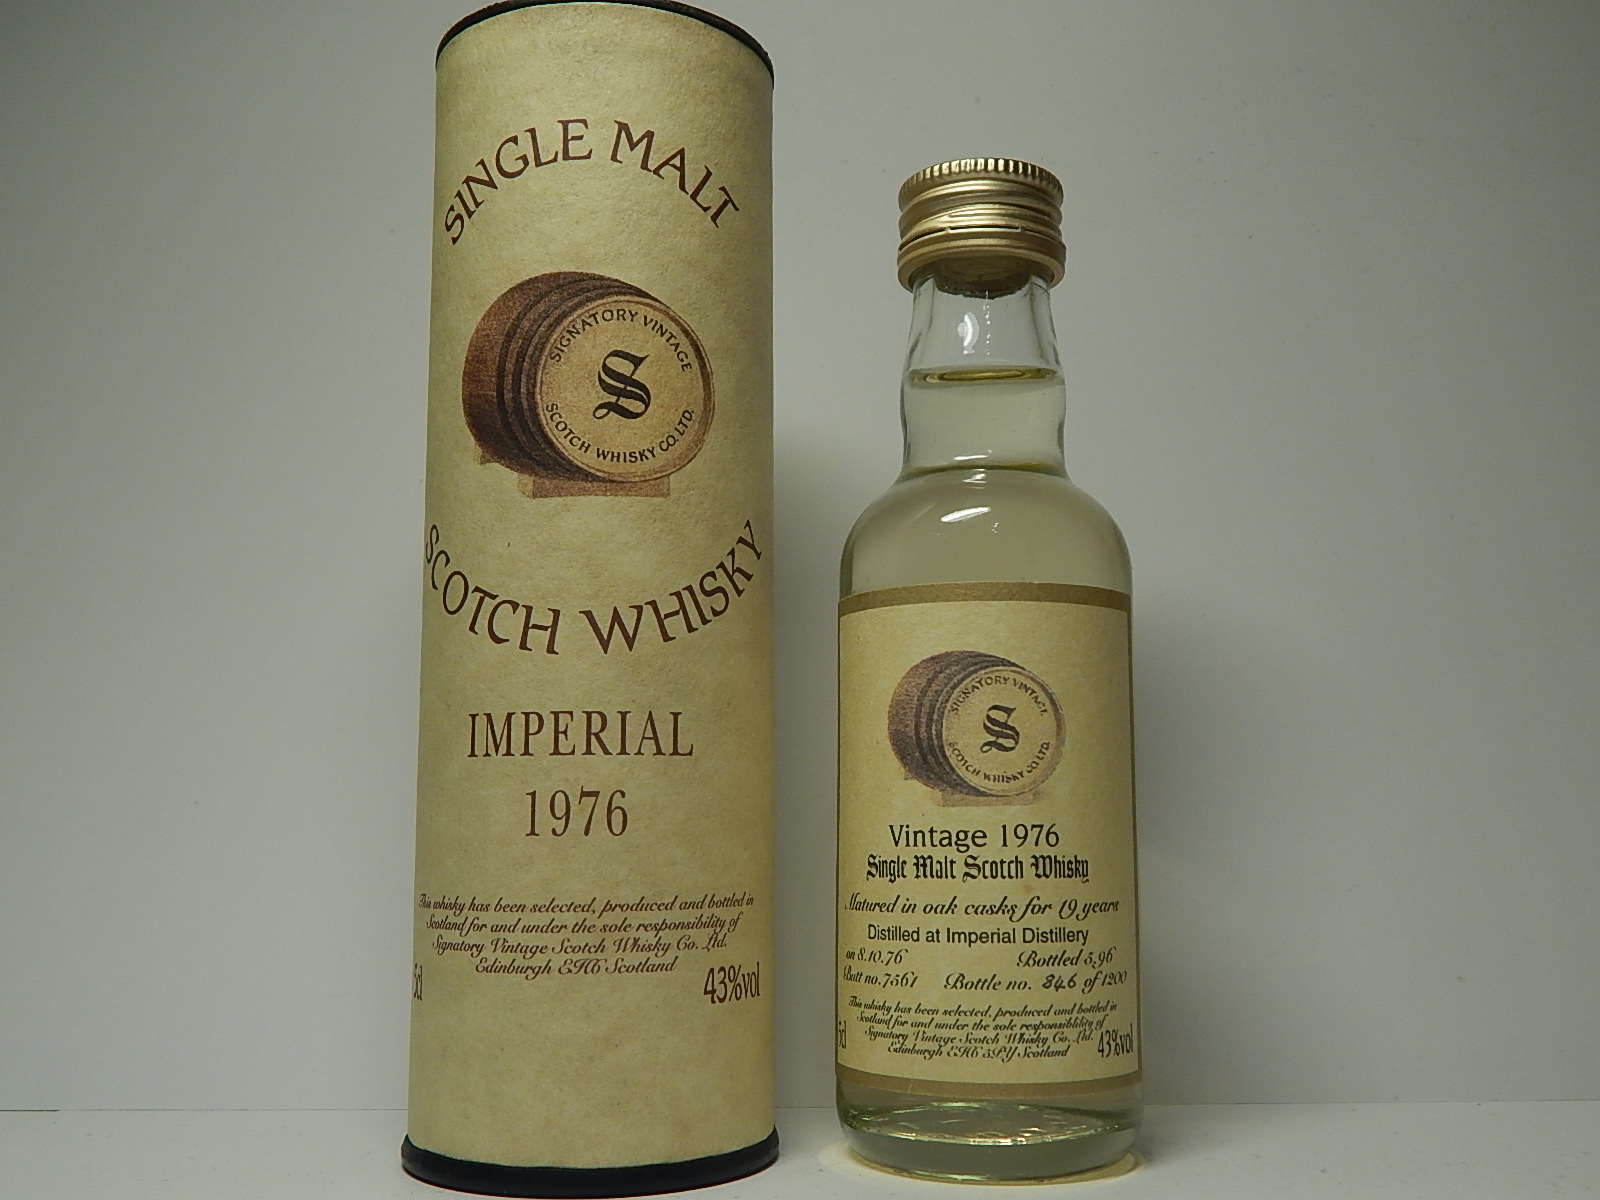 SINGLE MALT
SIGNATORY VINTAGE
S
SCOTCH WHISKY CO. LTD.
SCOTCH WHISKY
IMPERIAL
1976
This whisky has been selected, produced and bottled in
Scotland for and under the sole responsibility of
Signatory Vintage Scotch Whisky Co. Ltd.
Edinburgh EH6 Scotland
5cl 43%vol
SIGNATORY VINTAGE
S
SCOTCH WHISKY CO. LTD.
Vintage 1976
Single Malt Scotch Whisky
Matured in oak casks for 19 years
Distilled at Imperial Distillery
on 8.10.76 Bottled 5.96
Butt no. 7561 Bottle no. 846 of 1200
This whisky has been selected, produced and bottled in
Scotland for and under the sole responsiblility of
Signatory Vintage Scotch Whisky Co. Ltd.
Edinburgh EH6 5PY Scotland
5cl 43%vol